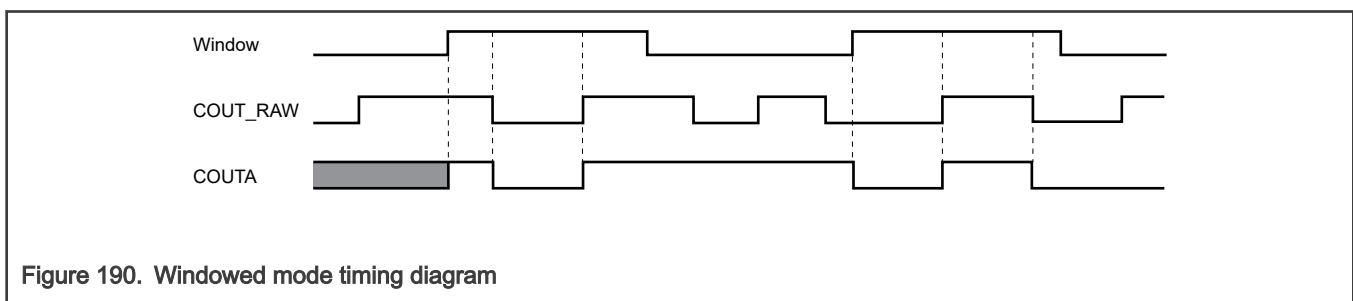 Window
COUT_RAW
COUTA
Figure 190. Windowed mode timing diagram